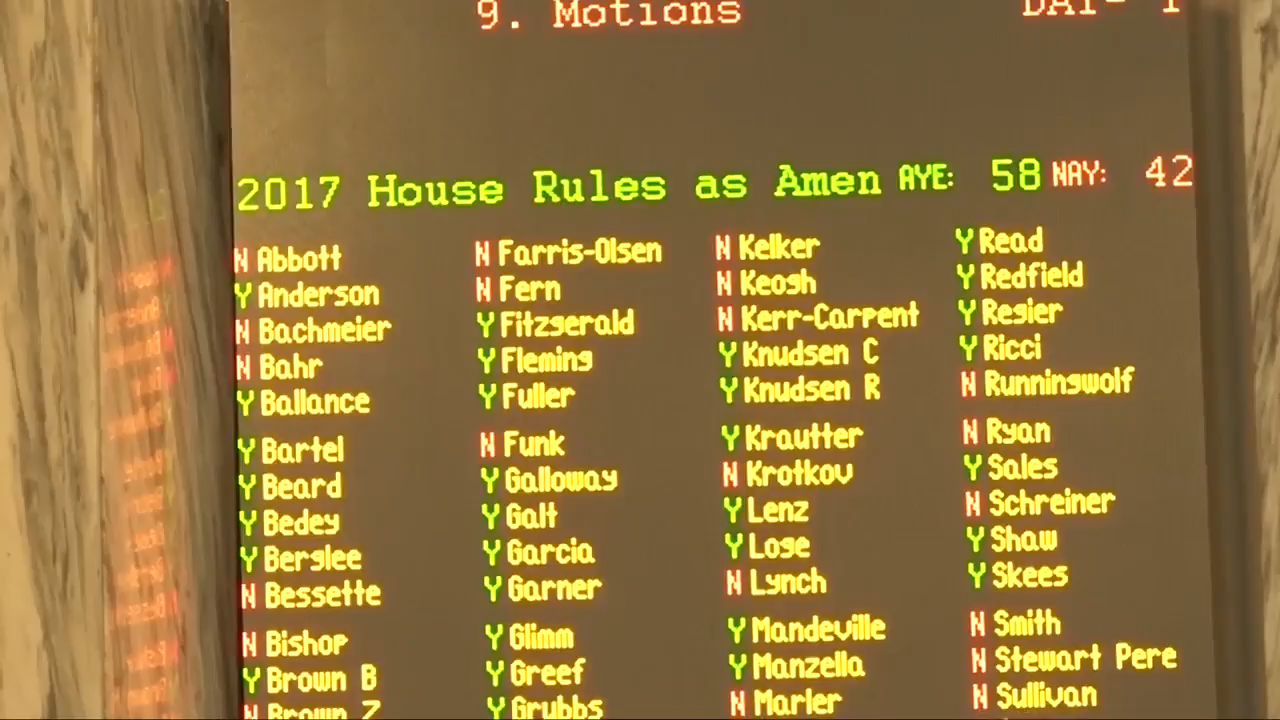 9. Motions DAY- 1
2017 House Rules as Amen AYE: 58 NAY: 42
N Abbott N Farris-Olsen N Kelker Y Read
Y Anderson N Fern N Keogh Y Redfield
N Bachmeier Y Fitzgerald N Kerr-Carpent Y Regier
N Bahr Y Fleming Y Knudsen C Y Ricci
Y Ballance Y Fuller Y Knudsen R N Runningwolf
Y Bartel N Funk Y Krautter N Ryan
Y Beard Y Galloway N Krotkov Y Sales
Y Bedey Y Galt Y Lenz N Schreiner
Y Berglee Y Garcia Y Loge Y Shaw
N Bessette Y Garner N Lynch Y Skees
N Bishop Y Glimm Y Mandeville N Smith
Y Brown B Y Greef Y Manzella N Stewart Pere
N Brown Z Y Grubbs N Marler N Sullivan